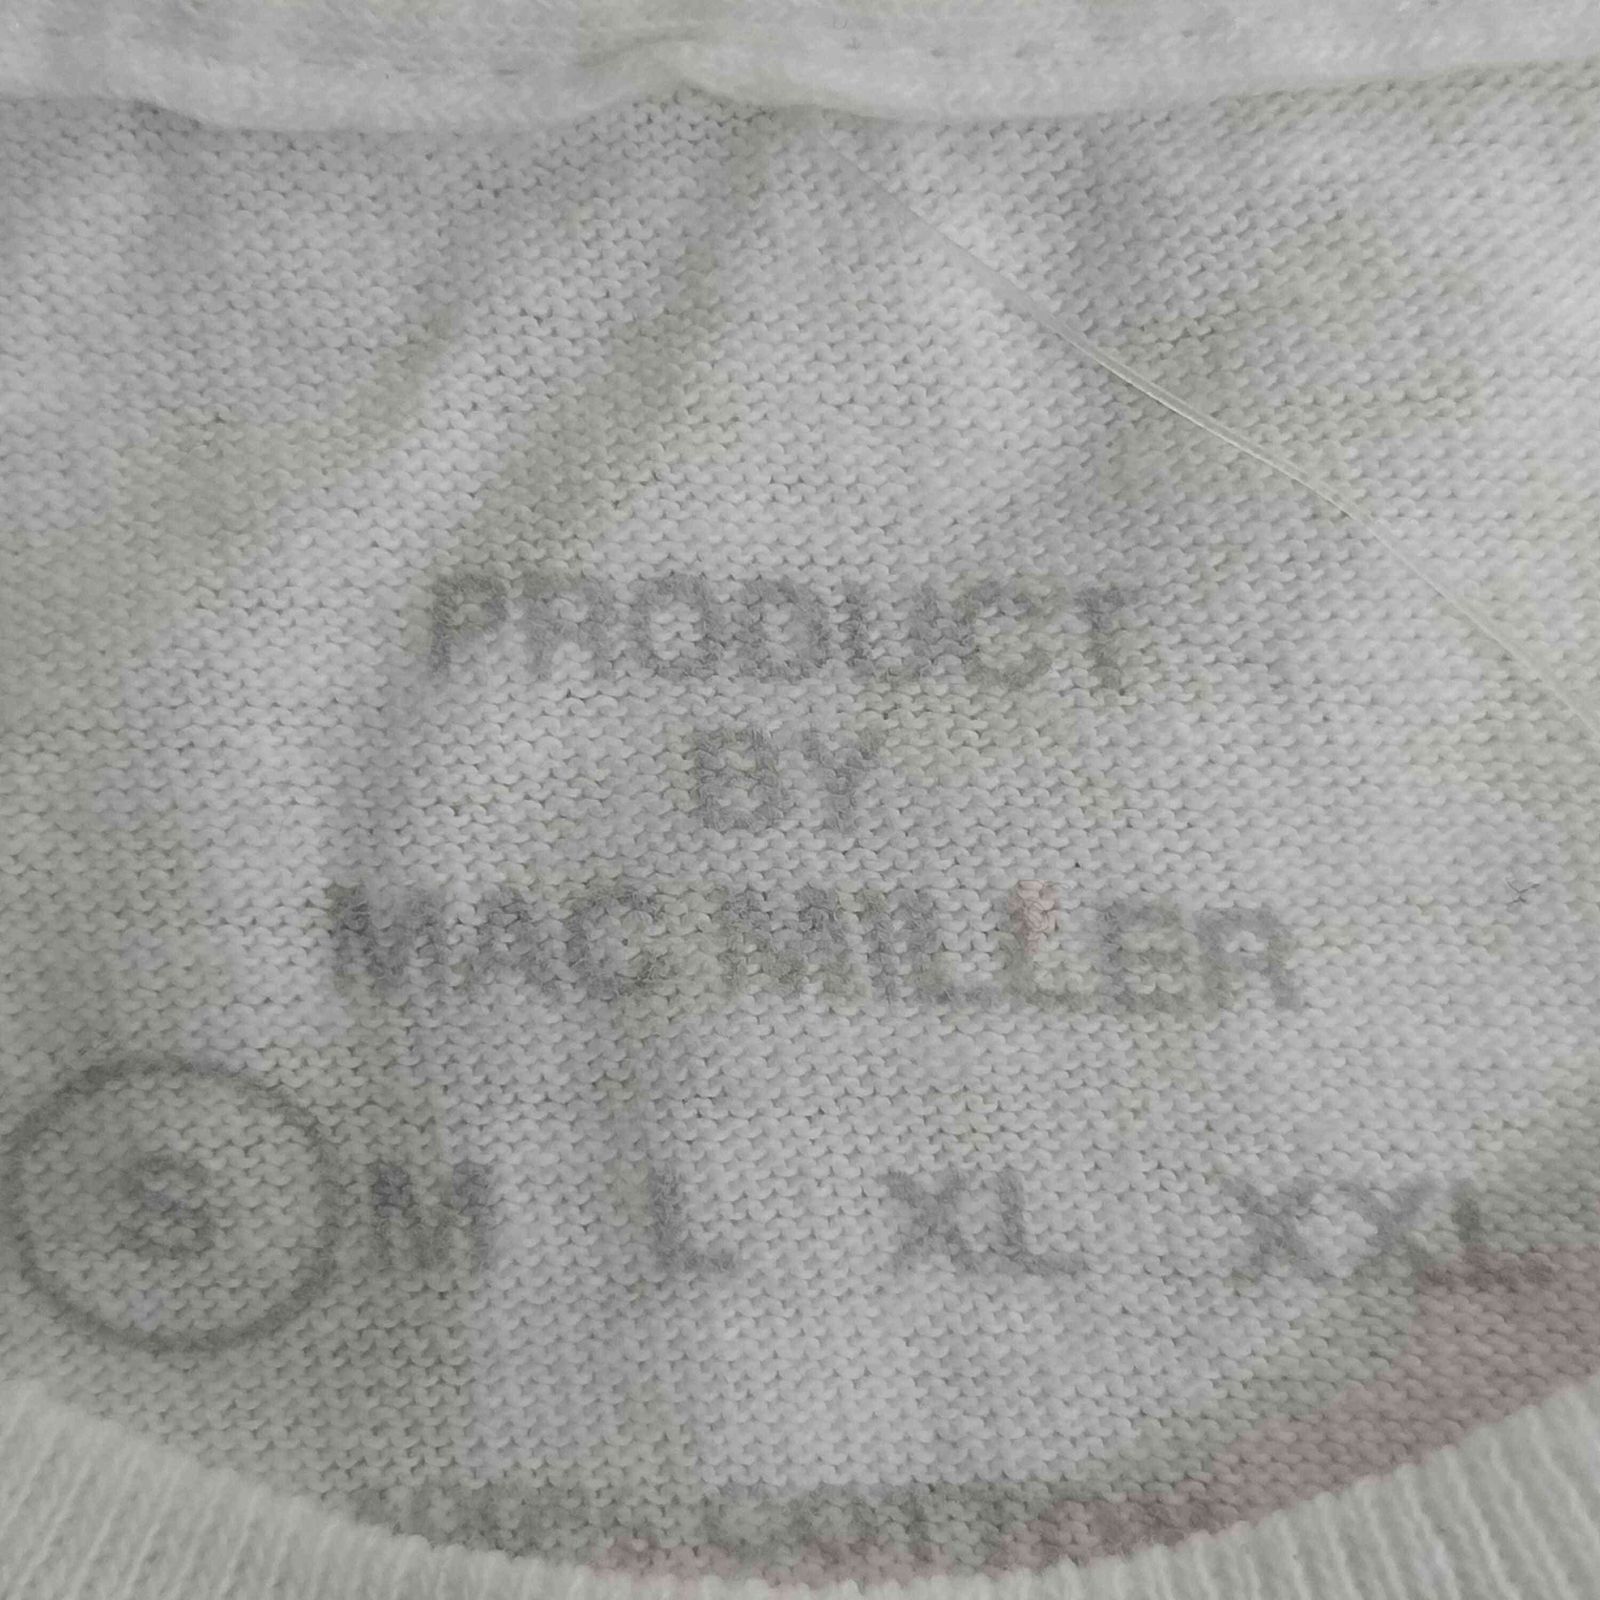 PRODUCT
BY
MAC MILLER
S M L XL XXL